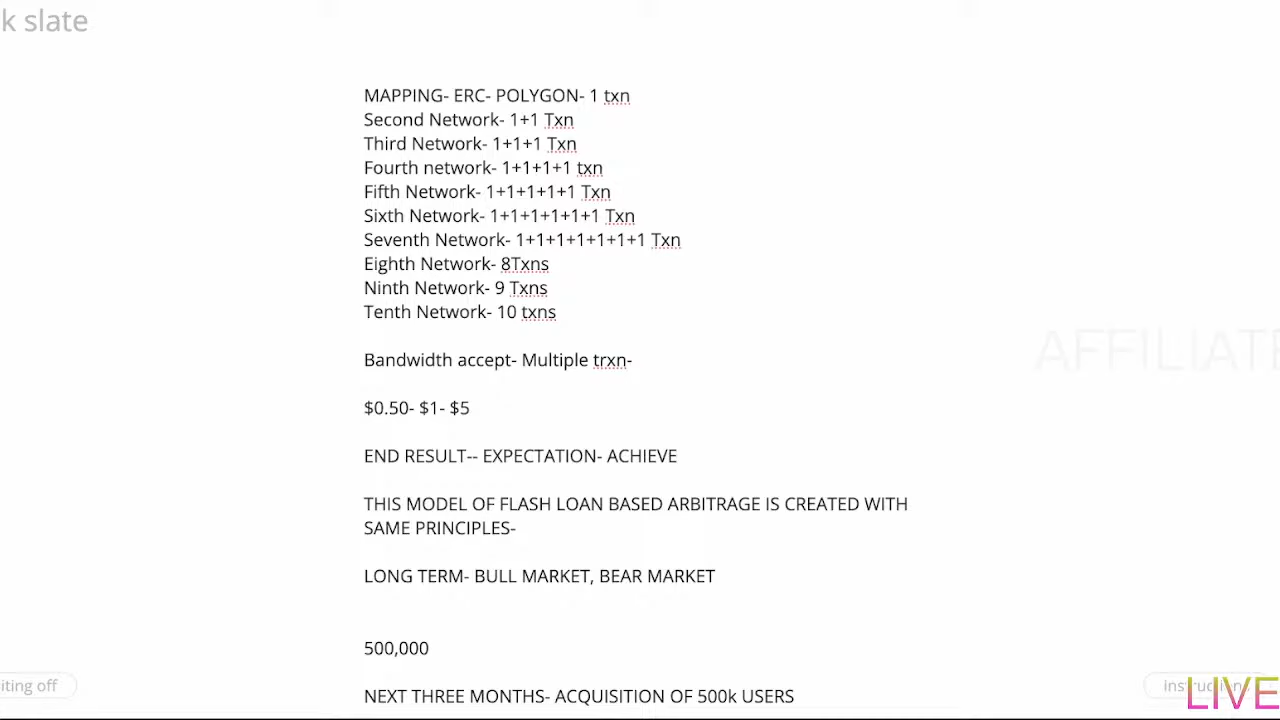 k slate
MAPPING- ERC- POLYGON- 1 txn
Second Network- 1+1 Txn
Third Network- 1+1+1 Txn
Fourth network- 1+1+1+1 txn
Fifth Network- 1+1+1+1+1 Txn
Sixth Network- 1+1+1+1+1+1 Txn
Seventh Network- 1+1+1+1+1+1+1 Txn
Eighth Network- 8Txns
Ninth Network- 9 Txns
Tenth Network- 10 txns
Bandwidth accept- Multiple trxn-
AFFILIATE
$0.50- $1- $5
END RESULT-- EXPECTATION- ACHIEVE
THIS MODEL OF FLASH LOAN BASED ARBITRAGE IS CREATED WITH
SAME PRINCIPLES-
LONG TERM- BULL MARKET, BEAR MARKET
500,000
iting off
LIVE
NEXT THREE MONTHS- ACQUISITION OF 500k USERS